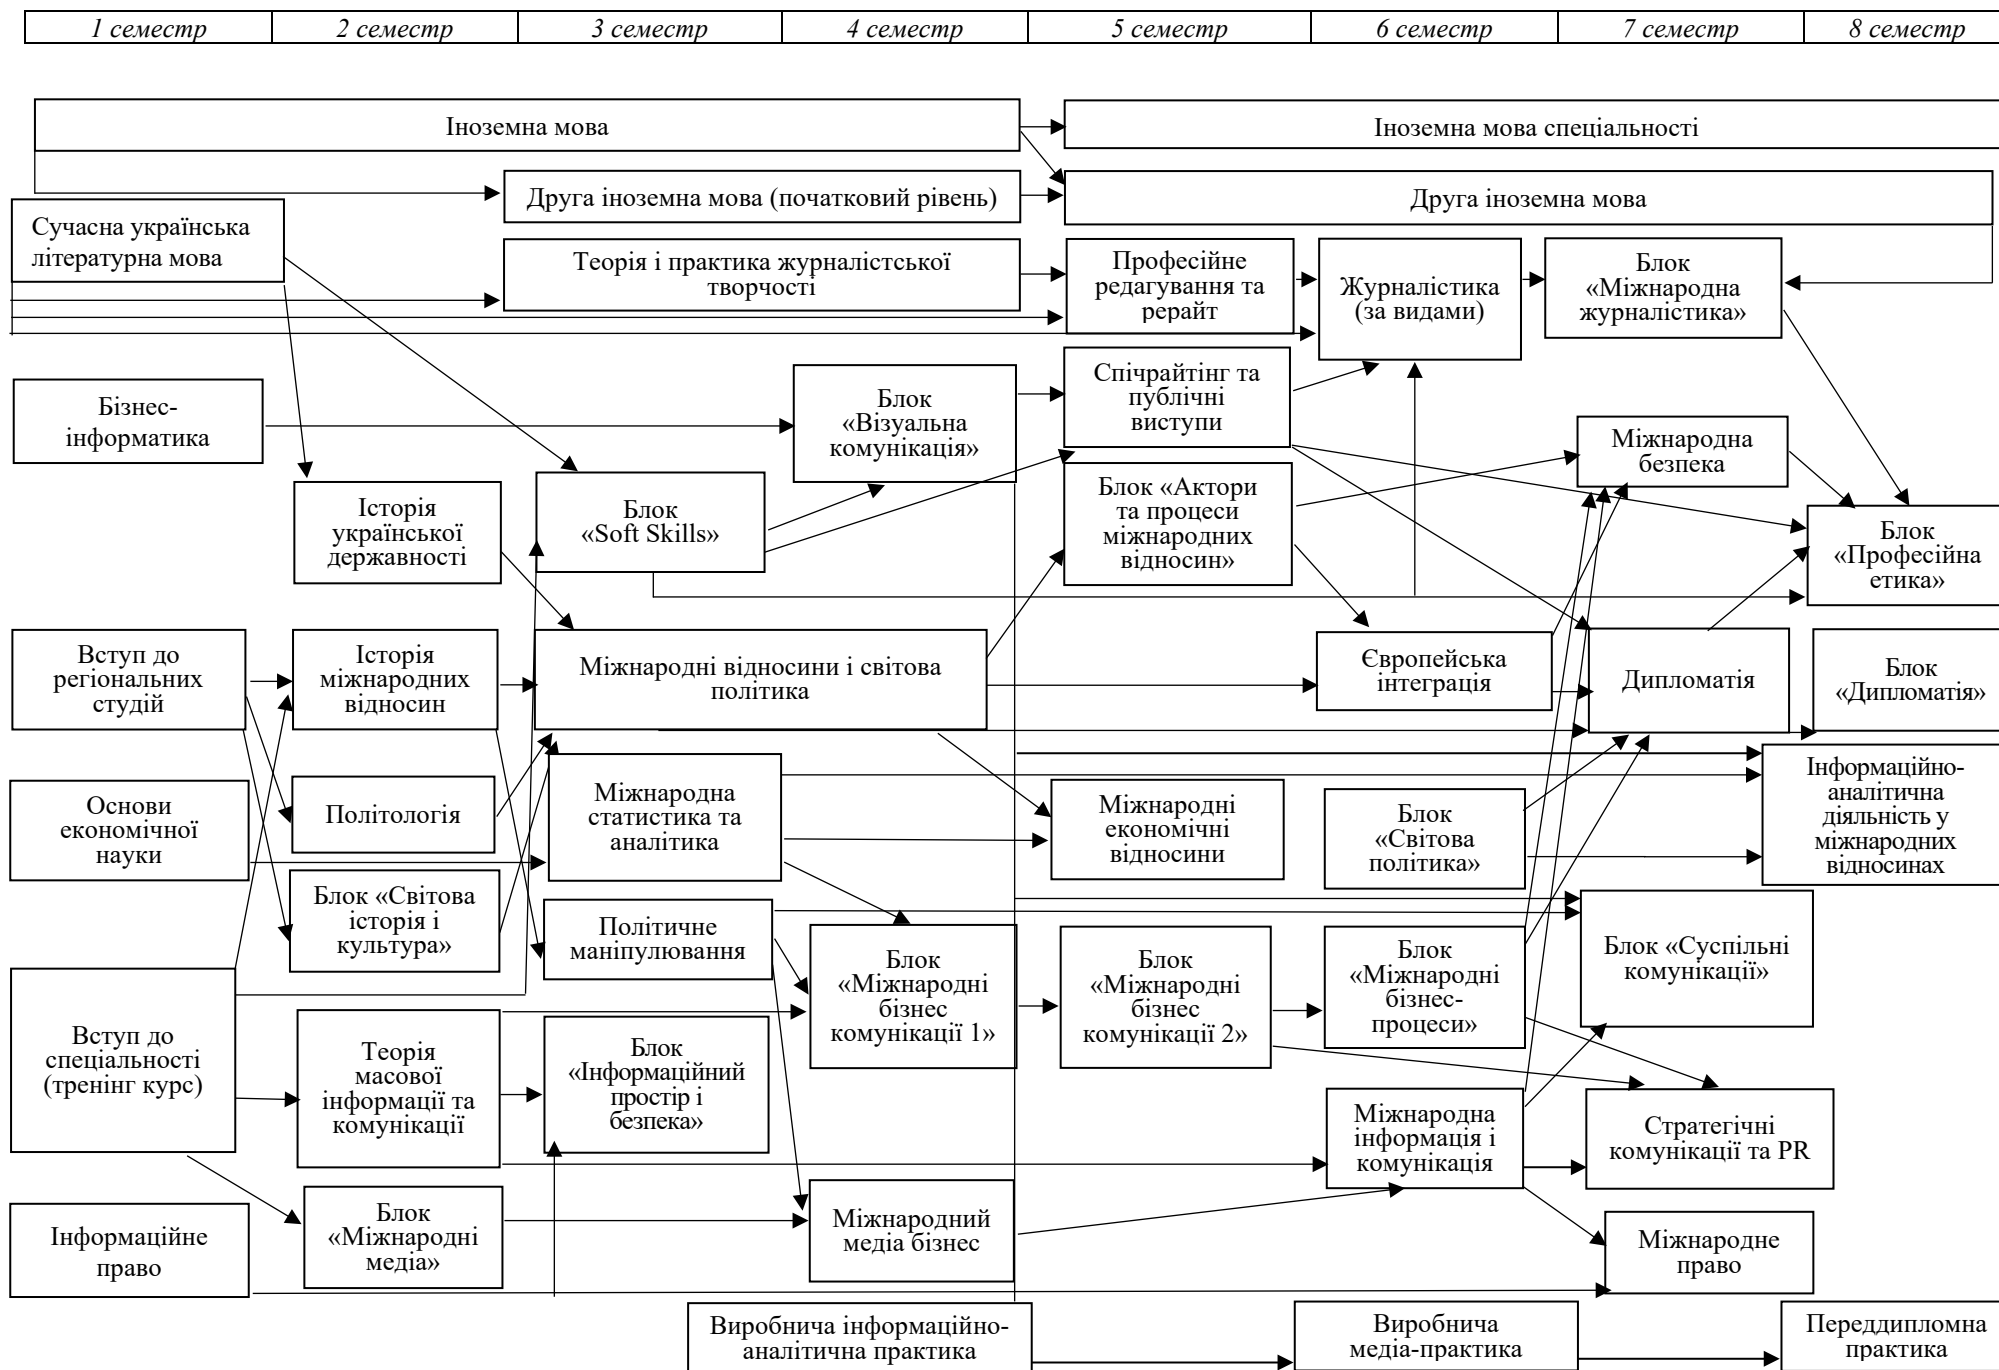 1 семестр
2 семестр
3 семестр
4 семестр
5 семестр
6 семестр
7 семестр
8 семестр
Іноземна мова
Іноземна мова спеціальності
Друга іноземна мова (початковий рівень)
Друга іноземна мова
Сучасна українська
літературна мова
Теорія і практика журналістської
творчості
Професійне
редагування та
рерайт
Журналістика
(за видами)
Блок
«Міжнародна
журналістика»
Бізнес-
інформатика
Блок
«Візуальна
комунікація»
Спічрайтінг та
публічні
виступи
Міжнародна
безпека
Історія
української
державності
Блок
«Soft Skills»
Блок «Актори
та процеси
міжнародних
відносин»
Блок
«Професійна
етика»
Вступ до
регіональних
студій
Історія
міжнародних
відносин
Міжнародні відносини і світова
політика
Європейська
інтеграція
Дипломатія
Блок
«Дипломатія»
Основи
економічної
науки
Політологія
Міжнародна
статистика та
аналітика
Міжнародні
економічні
відносини
Блок
«Світова
політика»
Інформаційно-
аналітична
діяльність у
міжнародних
відносинах
Блок «Світова
історія і
культура»
Політичне
маніпулювання
Блок
«Міжнародні
бізнес
комунікації 1»
Блок
«Міжнародні
бізнес
комунікації 2»
Блок
«Міжнародні
бізнес-
процеси»
Блок «Суспільні
комунікації»
Вступ до
спеціальності
(тренінг курс)
Теорія
масової
інформації та
комунікації
Блок
«Інформаційний
простір і
безпека»
Міжнародна
інформація і
комунікація
Стратегічні
комунікації та PR
Інформаційне
право
Блок
«Міжнародні
медіа»
Міжнародний
медіа бізнес
Міжнародне
право
Виробнича інформаційно-
аналітична практика
Виробнича
медіа-практика
Переддипломна
практика